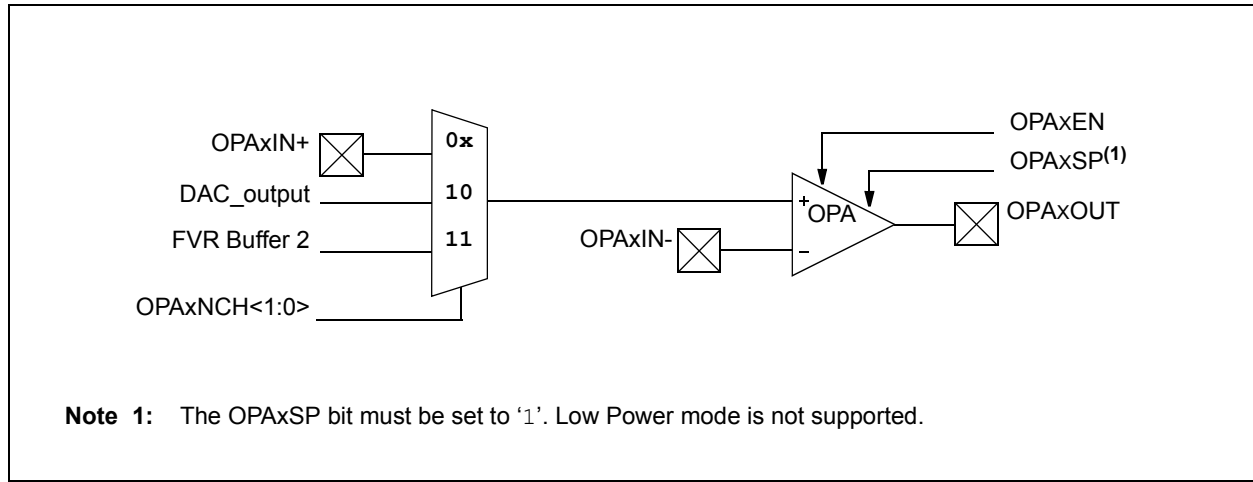 OPAxEN
OPAxIN+ 0x OPAxSP(1)
DAC_output 10 + OPA OPAxOUT
FVR Buffer 2 11 OPAxIN- –
OPAxNCH<1:0>
Note 1: The OPAxSP bit must be set to ‘1’. Low Power mode is not supported.